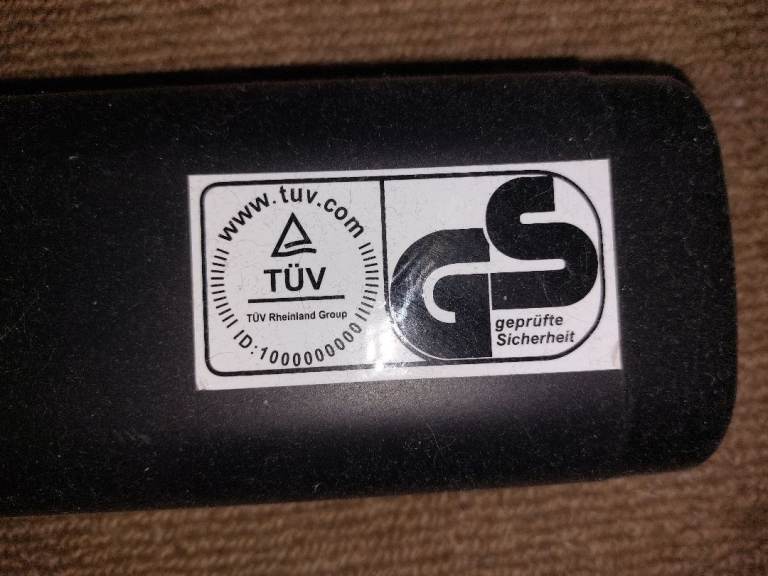 www.tuv.com
TÜV
TÜV Rheinland Group
ID:1000000000
GS
geprüfte
Sicherheit